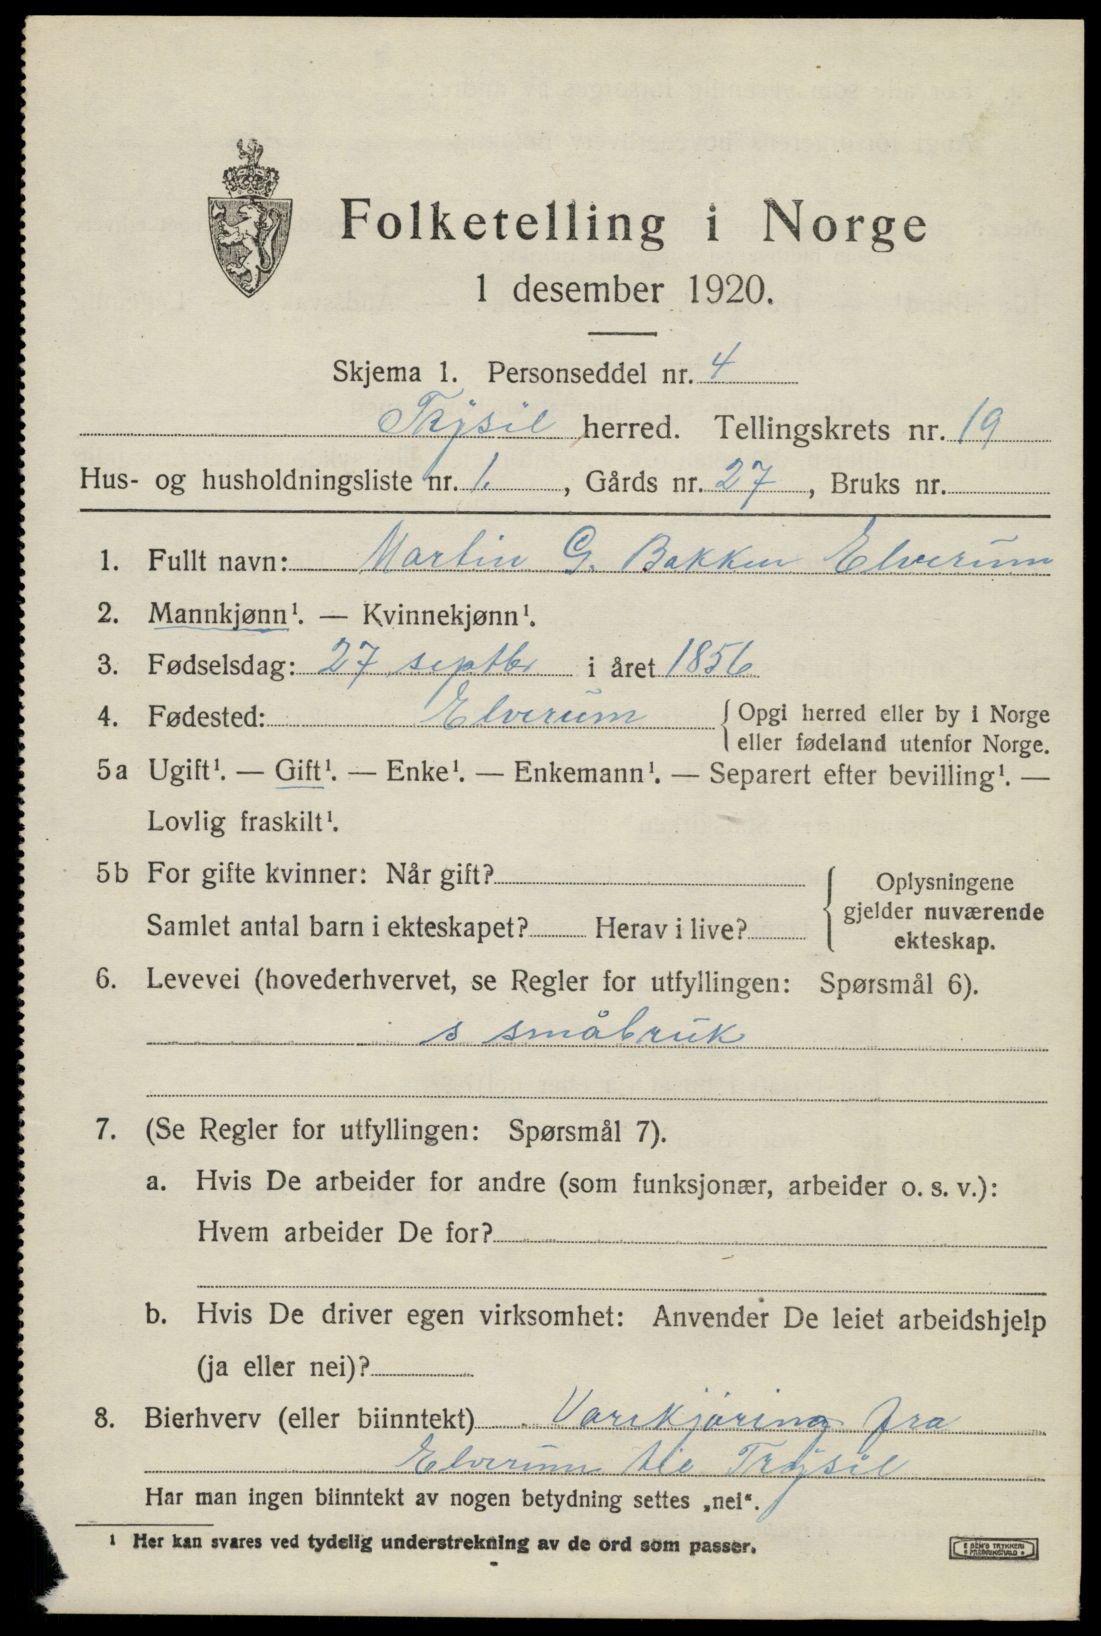 Folketelling i Norge
1 desember 1920.
Skjema 1. Personseddel nr. 4
Trysil herred. Tellingskrets nr. 19
Hus- og husholdningsliste nr. 1. , Gårds nr. 27 , Bruks nr.
1. Fullt navn: Martin G. Bakken Elverum
2. Mannkjønn¹. — Kvinnekjønn¹.
3. Fødselsdag: 27 septbr i året 1856
4. Fødested: Elverum { Opgi herred eller by i Norge
eller fødeland utenfor Norge.
5a Ugift¹. — Gift¹. — Enke¹. — Enkemann¹. — Separert efter bevilling¹. —
Lovlig fraskilt¹.
5b For gifte kvinner: Når gift? { Oplysningene
gjelder nuværende
Samlet antal barn i ekteskapet? Herav i live?
ekteskap.
6. Levevei (hovederhvervet, se Regler for utfyllingen: Spørsmål 6).
s småbruk
7. (Se Regler for utfyllingen: Spørsmål 7).
a. Hvis De arbeider for andre (som funksjonær, arbeider o. s. v.):
Hvem arbeider De for?
b. Hvis De driver egen virksomhet: Anvender De leiet arbeidshjelp
(ja eller nei)?
8. Bierhverv (eller biinntekt) Varekjøring fra
Elverum til Trysil
Har man ingen biinntekt av nogen betydning settes „nei".
¹ Her kan svares ved tydelig understrekning av de ord som passer.